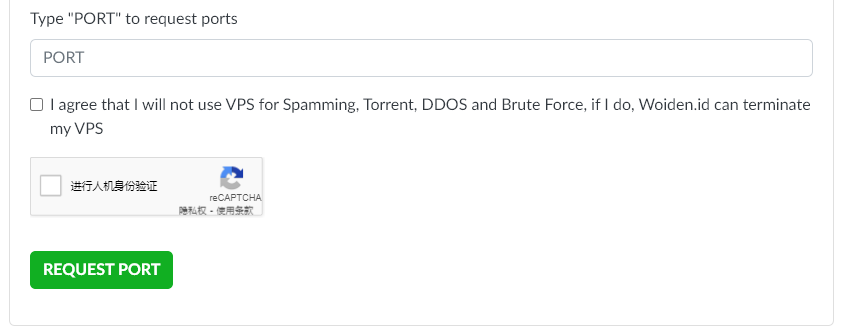 Type "PORT" to request ports
PORT
I agree that I will not use VPS for Spamming, Torrent, DDOS and Brute Force, if I do, Woiden.id can terminate
my VPS
进行人机身份验证
reCAPTCHA
隐私权 - 使用条款
REQUEST PORT